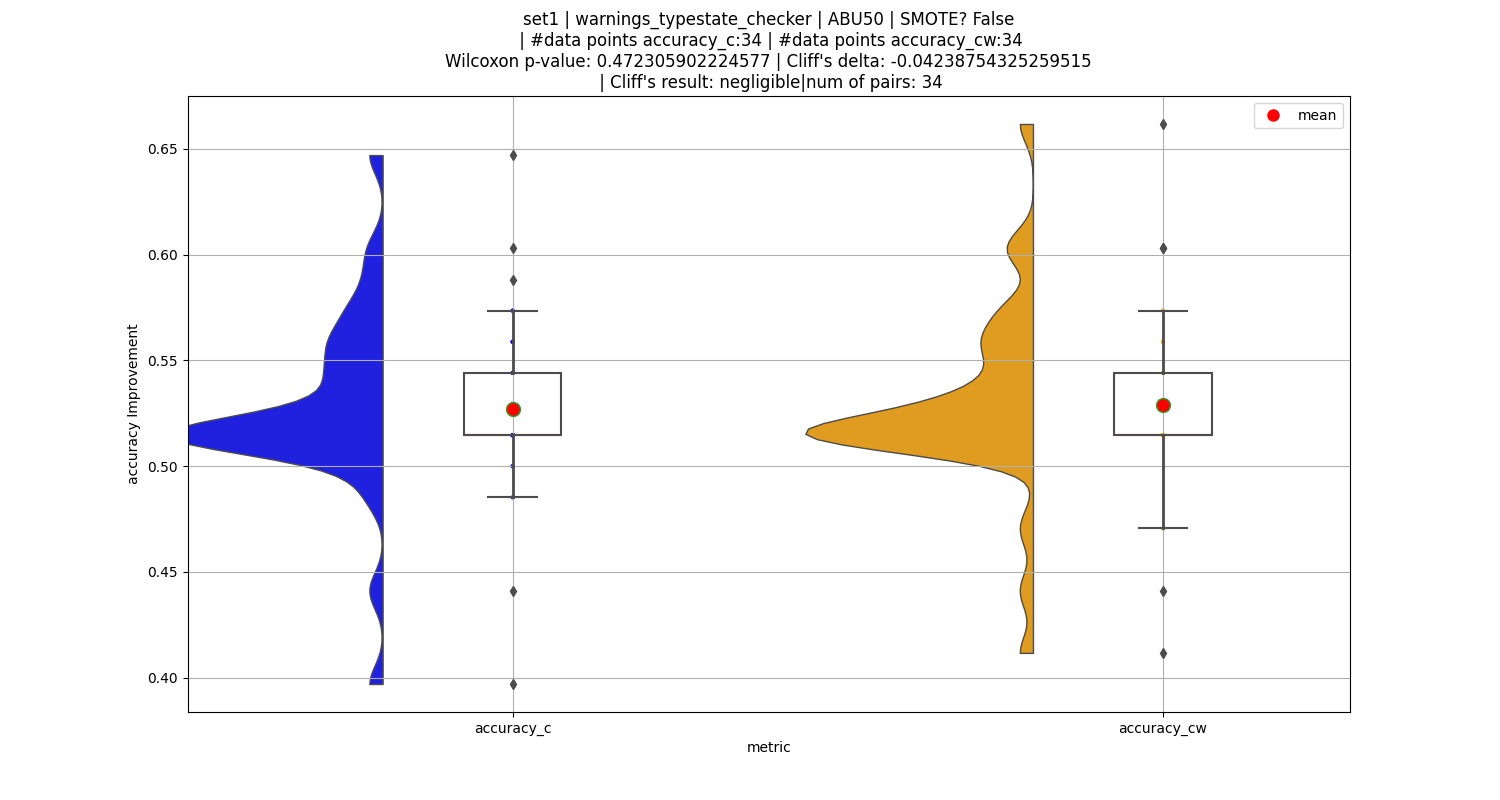 set1 | warnings_typestate_checker | ABU50 | SMOTE? False
| #data points accuracy_c:34 | #data points accuracy_cw:34
Wilcoxon p-value: 0.472305902224577 | Cliff's delta: -0.04238754325259515
| Cliff's result: negligible|num of pairs: 34
mean
0.65
0.60
0.55
0.50
0.45
0.40
accuracy Improvement
accuracy_c
accuracy_cw
metric